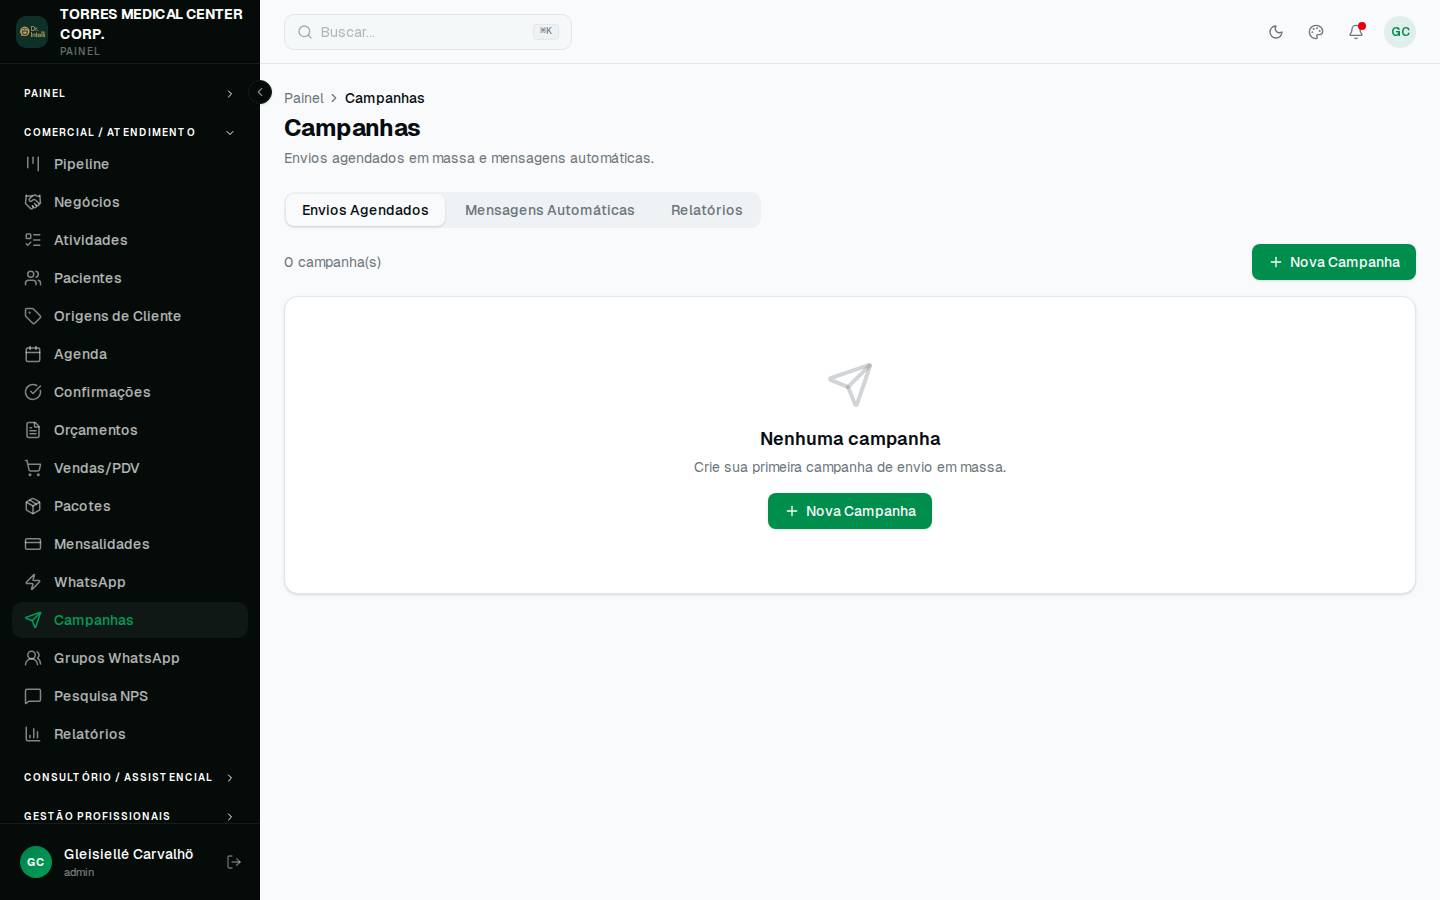 Dr. Intelli
TORRES MEDICAL CENTER CORP.
PAINEL
PAINEL
COMERCIAL / ATENDIMENTO
Pipeline
Negócios
Atividades
Pacientes
Origens de Cliente
Agenda
Confirmações
Orçamentos
Vendas/PDV
Pacotes
Mensalidades
WhatsApp
Campanhas
Grupos WhatsApp
Pesquisa NPS
Relatórios
CONSULTÓRIO / ASSISTENCIAL
GESTÃO PROFISSIONAIS
GC
Gleisiellé Carvalhö
admin
Buscar...
⌘K
GC
Painel
Campanhas
Campanhas
Envios agendados em massa e mensagens automáticas.
Envios Agendados
Mensagens Automáticas
Relatórios
0 campanha(s)
Nova Campanha
Nenhuma campanha
Crie sua primeira campanha de envio em massa.
Nova Campanha